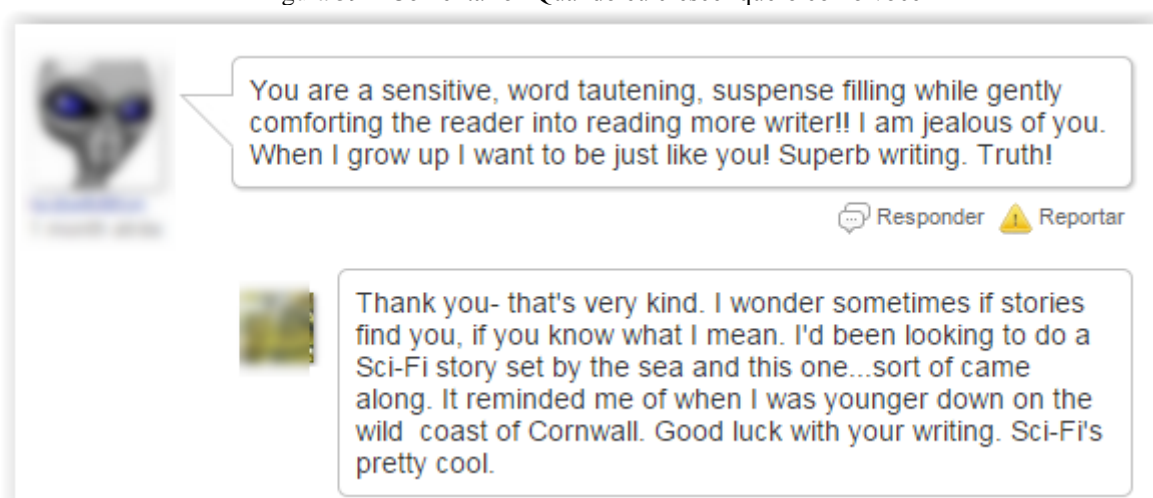 You are a sensitive, word tautening, suspense filling while gently
comforting the reader into reading more writer!! I am jealous of you.
When I grow up I want to be just like you! Superb writing. Truth!
Responder Reportar
Thank you- that's very kind. I wonder sometimes if stories
find you, if you know what I mean. I'd been looking to do a
Sci-Fi story set by the sea and this one...sort of came
along. It reminded me of when I was younger down on the
wild  coast of Cornwall. Good luck with your writing. Sci-Fi's
pretty cool.